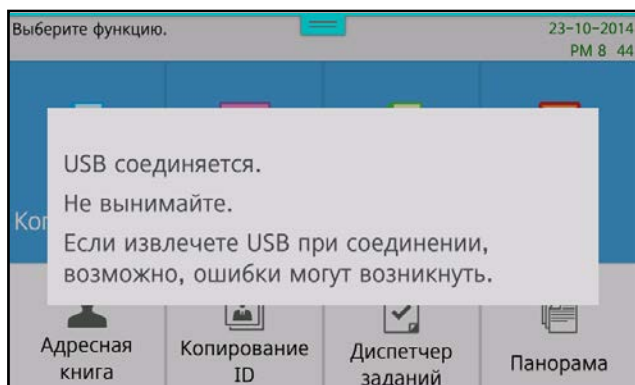 Выберите функцию.
23-10-2014
PM 8 44
USB соединяется.
Не вынимайте.
Если извлечете USB при соединении,
возможно, ошибки могут возникнуть.
Адресная
книга
Копирование
ID
Диспетчер
заданий
Панорама